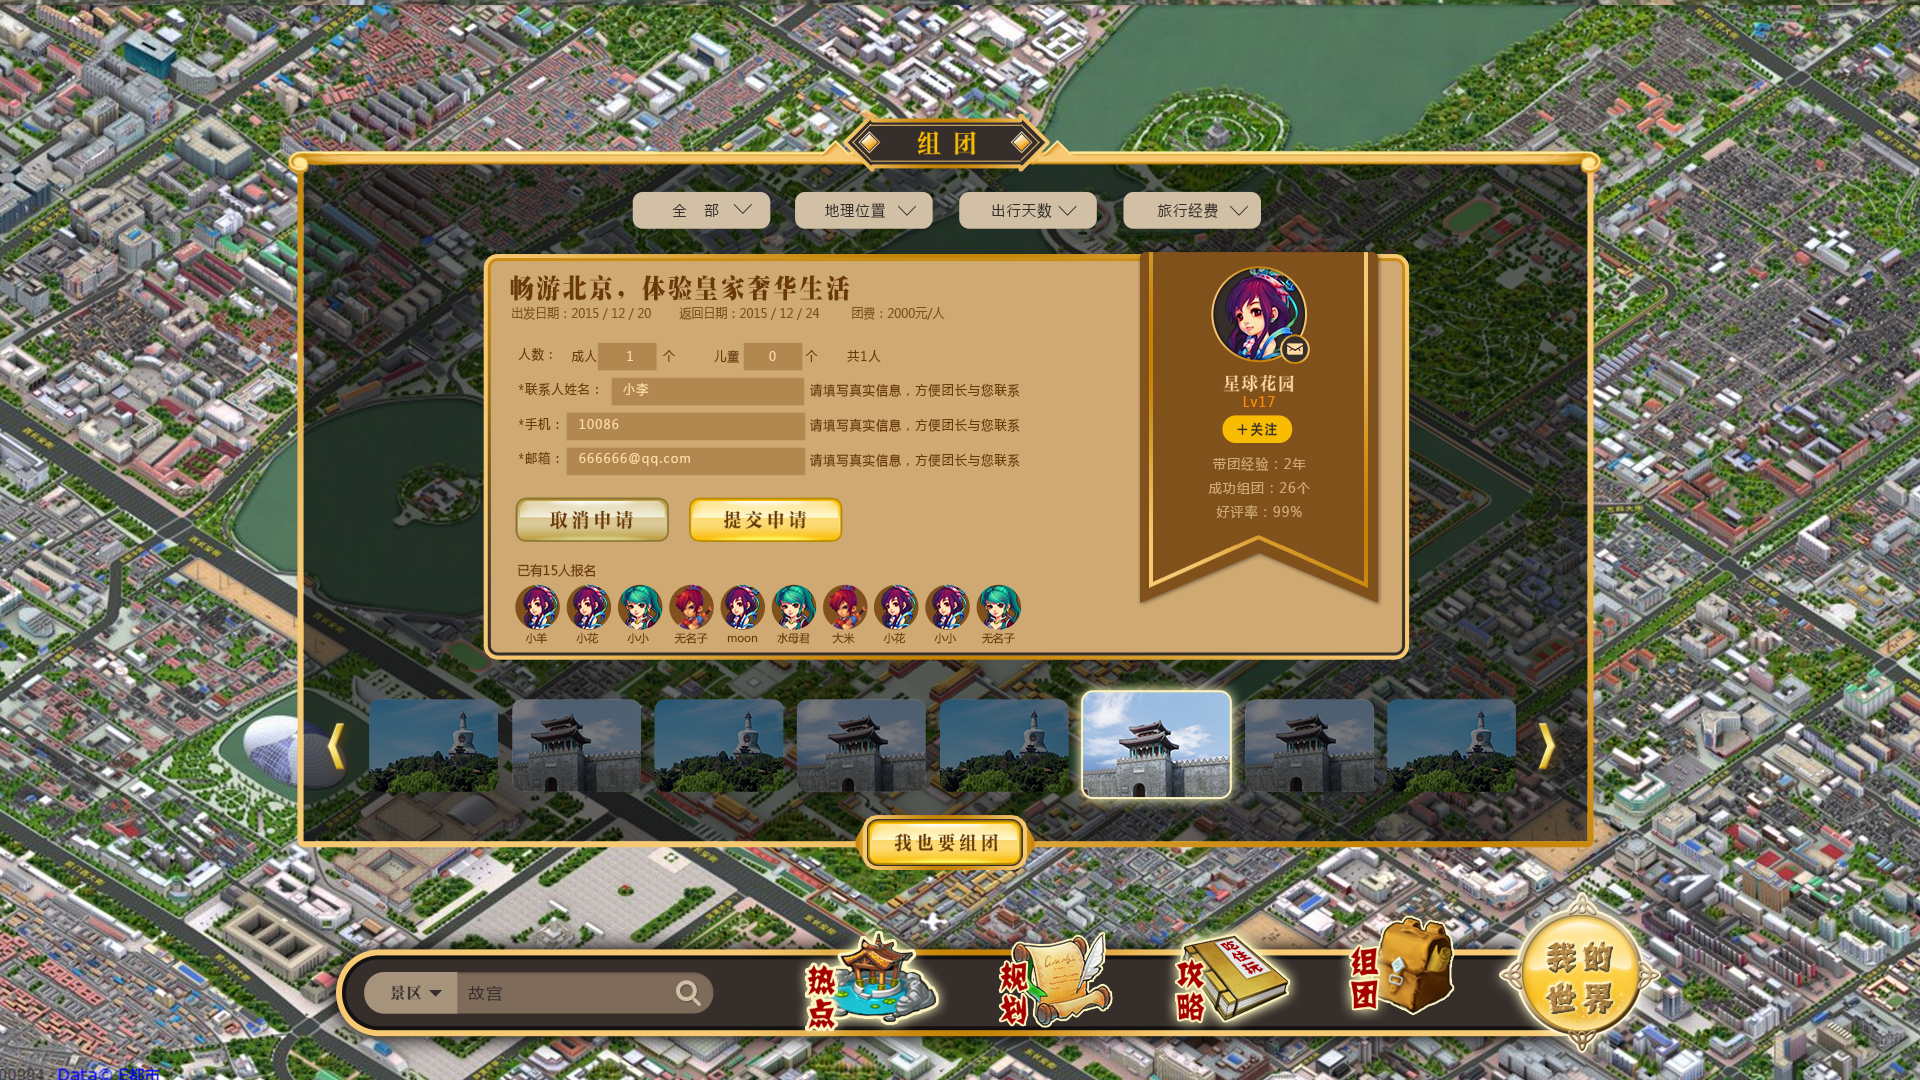 组团
全 部
地理位置
出行天数
旅行经费
畅游北京，体验皇家奢华生活
出发日期：2015 / 12 / 20 返回日期：2015 / 12 / 24 团费：2000元/人
人数： 成人 1 个 儿童 0 个 共1人
*联系人姓名： 小李 请填写真实信息，方便团长与您联系
*手机： 10086 请填写真实信息，方便团长与您联系
*邮箱： 666666@qq.com 请填写真实信息，方便团长与您联系
取消申请
提交申请
已有15人报名
小羊 小花 小小 无名子 moon 水母君 大米 小花 小小 无名子
星球花园
Lv17
+关注
带团经验：2年
成功组团：26个
好评率：99%
我也要组团
景区
故宫
热点
规划
攻略
吃住玩
组团
我的
世界
Data© E都市